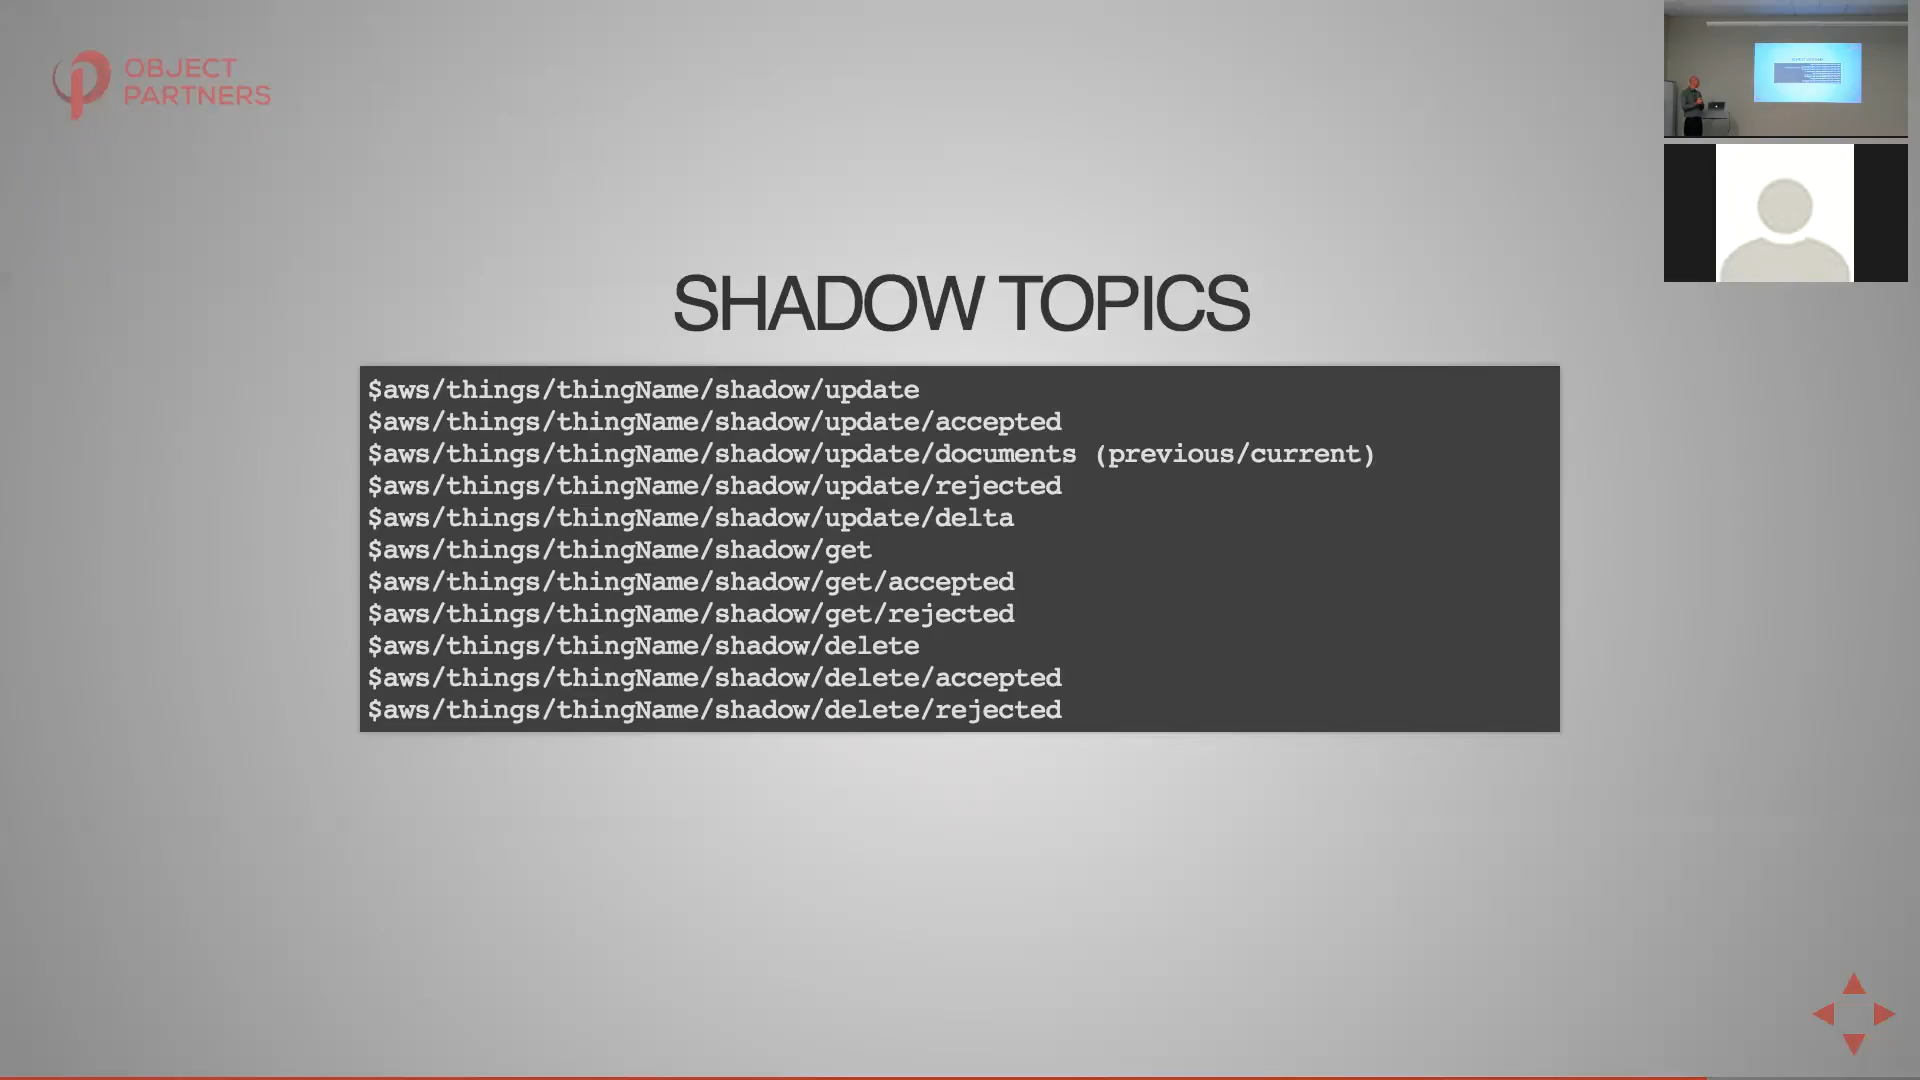 OBJECT
PARTNERS
SHADOW TOPICS
$aws/things/thingName/shadow/update
$aws/things/thingName/shadow/update/accepted
$aws/things/thingName/shadow/update/documents (previous/current)
$aws/things/thingName/shadow/update/rejected
$aws/things/thingName/shadow/update/delta
$aws/things/thingName/shadow/get
$aws/things/thingName/shadow/get/accepted
$aws/things/thingName/shadow/get/rejected
$aws/things/thingName/shadow/delete
$aws/things/thingName/shadow/delete/accepted
$aws/things/thingName/shadow/delete/rejected